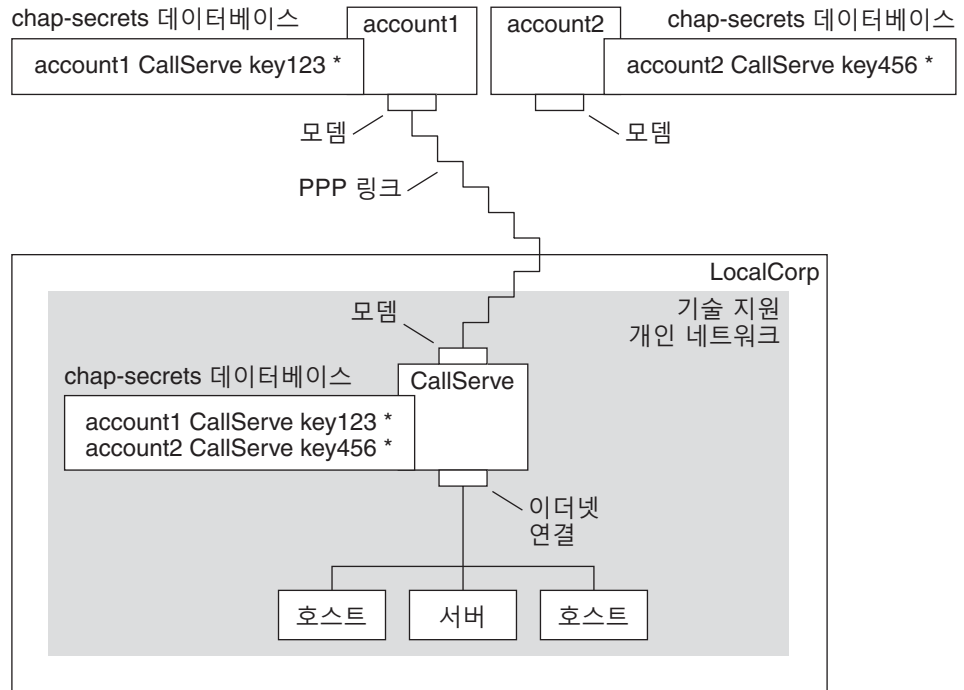 chap-secrets 데이터베이스
account1 CallServe key123 *
account1
account2
chap-secrets 데이터베이스
account2 CallServe key456 *
모뎀
모뎀
PPP 링크
LocalCorp
기술 지원
개인 네트워크
모뎀
chap-secrets 데이터베이스
CallServe
account1 CallServe key123 *
account2 CallServe key456 *
이더넷
연결
호스트
서버
호스트